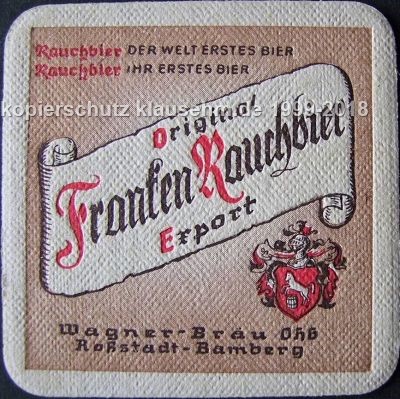 Rauchbier DER WELT ERSTES BIER
Rauchbier IHR ERSTES BIER
kopierschutz klausehm.de 1999-2018
Original
Franken Rauchbier
Export
Wagner-Bräu OhG
Roßstadt-Bamberg